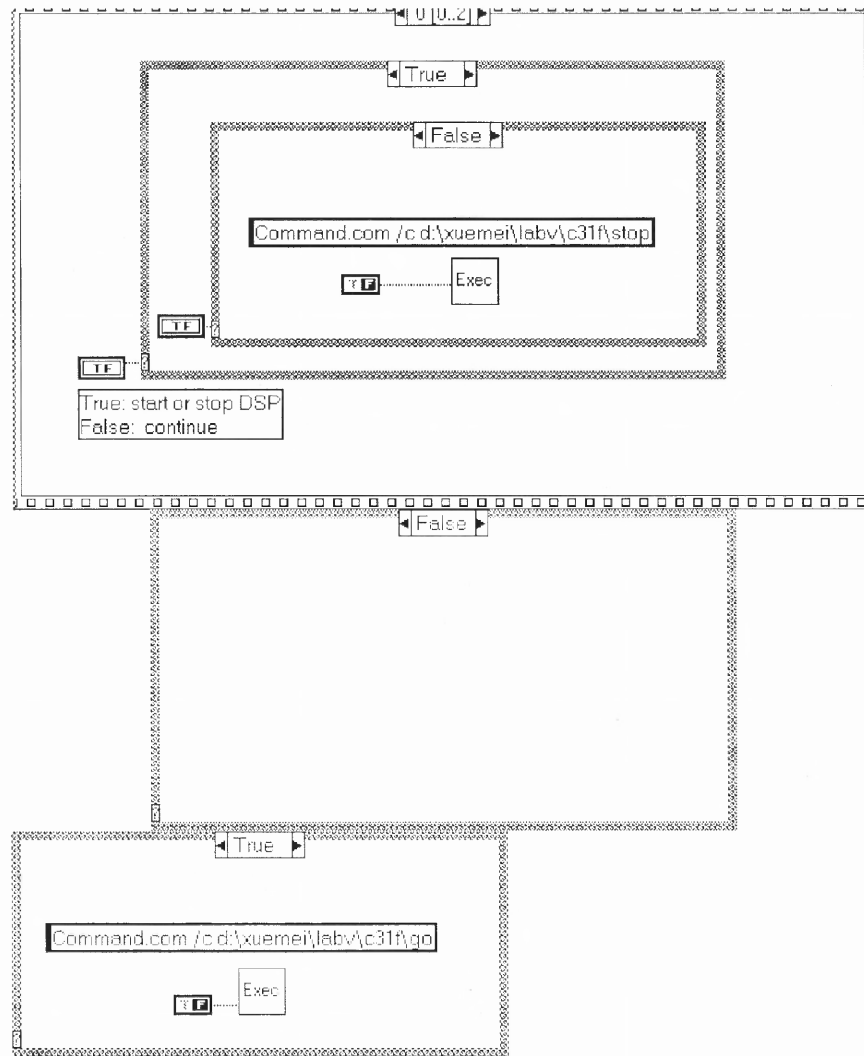 0 [0..2]
True
False
Command.com /c d:\xuemei\labv\c31f\stop
T F
Exec
TF
?
TF
?
True: start or stop DSP
False: continue
False
?
True
Command.com /c d:\xuemei\labv\c31f\go
Exec
T F
?